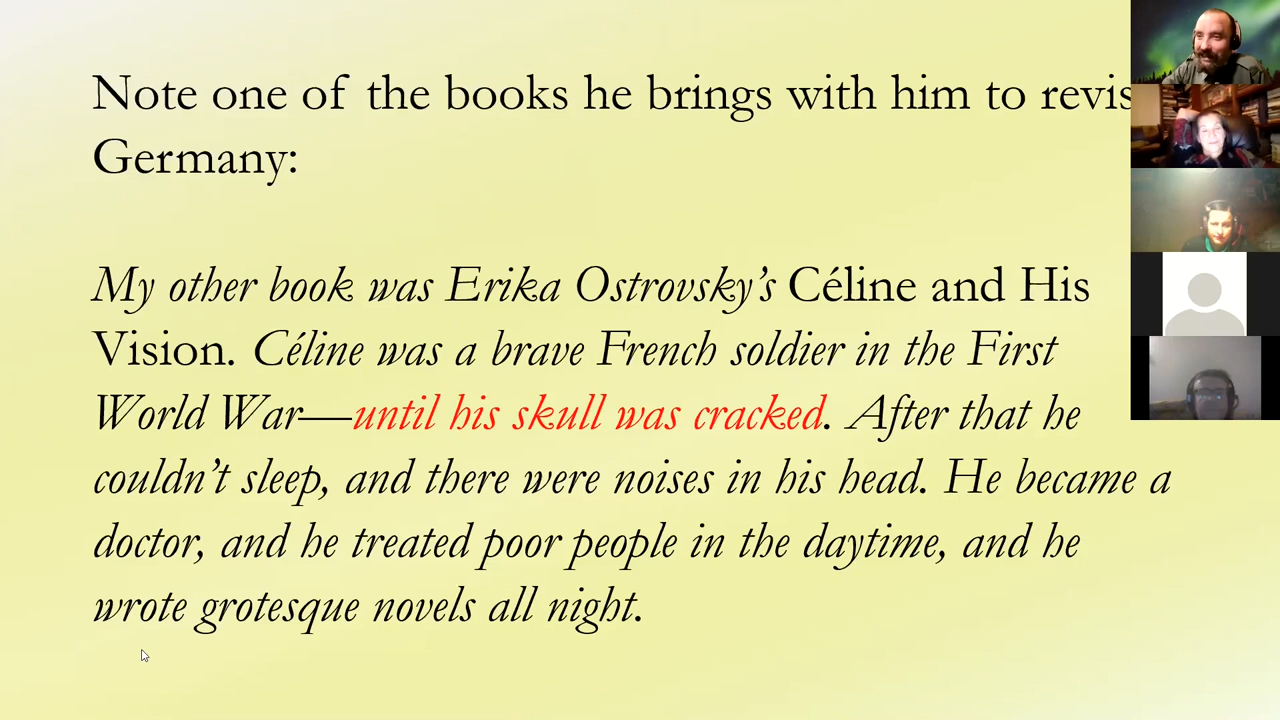 Note one of the books he brings with him to revis
Germany:
My other book was Erika Ostrovsky’s Céline and His
Vision. Céline was a brave French soldier in the First
World War—until his skull was cracked. After that he
couldn’t sleep, and there were noises in his head. He became a
doctor, and he treated poor people in the daytime, and he
wrote grotesque novels all night.